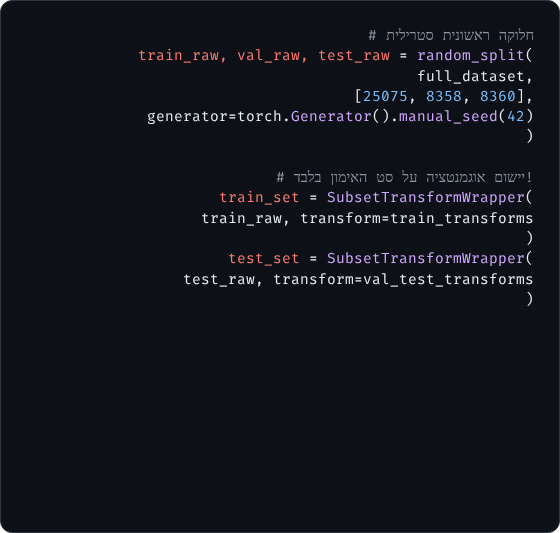 # חלוקה ראשונית סטרילית
train_raw, val_raw, test_raw = random_split(
full_dataset,
[25075, 8358, 8360],
generator=torch.Generator().manual_seed(42)
)
# יישום אוגמנטציה על סט האימון בלבד!
train_set = SubsetTransformWrapper(
train_raw, transform=train_transforms
)
test_set = SubsetTransformWrapper(
test_raw, transform=val_test_transforms
)